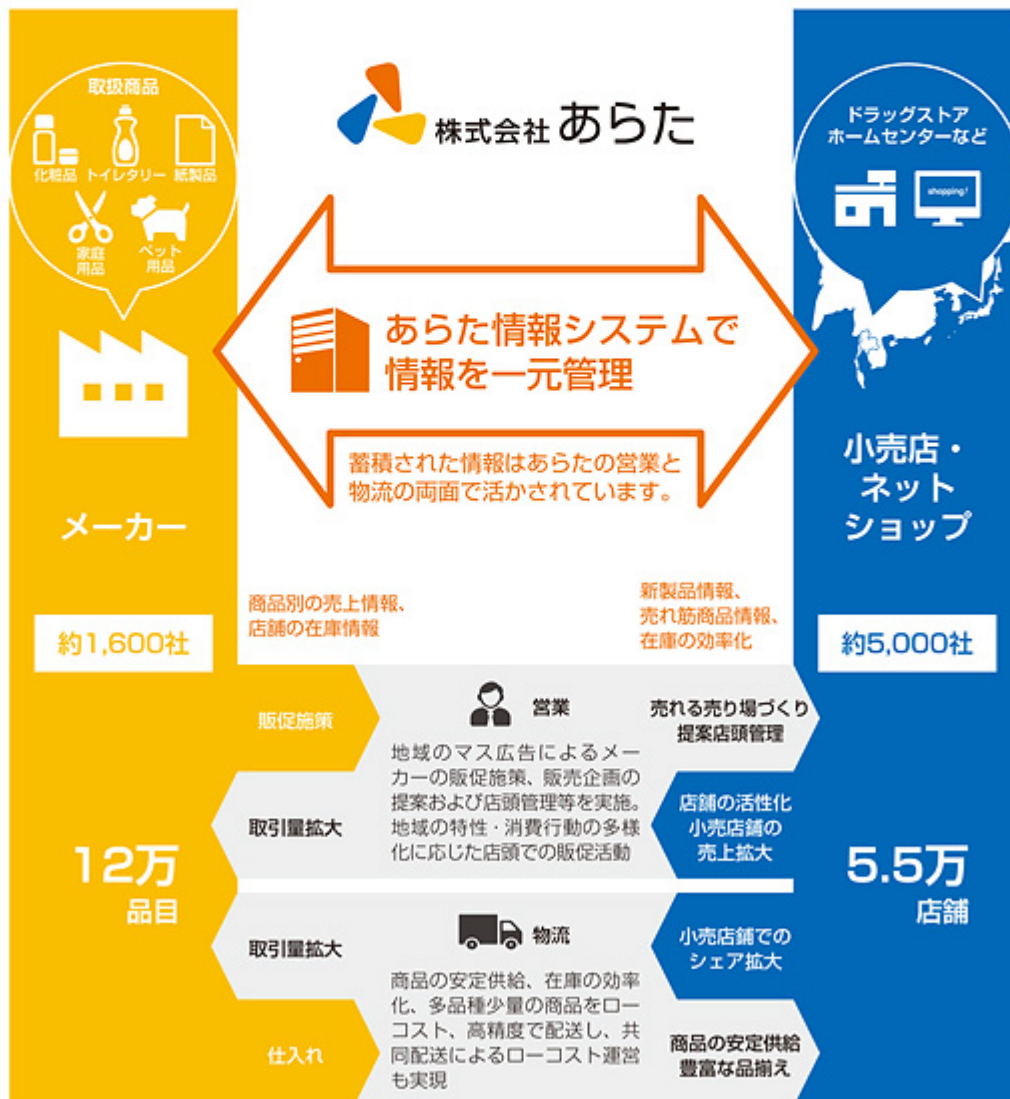 取扱商品
化粧品
トイレタリー
紙製品
家庭
用品
ペット
用品
株式会社 あらた
ドラッグストア
ホームセンターなど
shopping!
あらた情報システムで
情報を一元管理
蓄積された情報はあらたの営業と
物流の両面で活かされています。
メーカー
小売店・
ネット
ショップ
商品別の売上情報、
店舗の在庫情報
新製品情報、
売れ筋商品情報、
在庫の効率化
約1,600社
約5,000社
販促施策
営業
売れる売り場づくり
提案店頭管理
地域のマス広告によるメー
カーの販促施策、販売企画の
提案および店頭管理等を実施。
地域の特性・消費行動の多様
化に応じた店頭での販促活動
取引量拡大
店舗の活性化
小売店舗の
売上拡大
12万
品目
5.5万
店舗
取引量拡大
物流
小売店舗での
シェア拡大
商品の安定供給、在庫の効率
化、多品種少量の商品をロー
コスト、高精度で配送し、共
同配送によるローコスト運営
も実現
仕入れ
商品の安定供給
豊富な品揃え